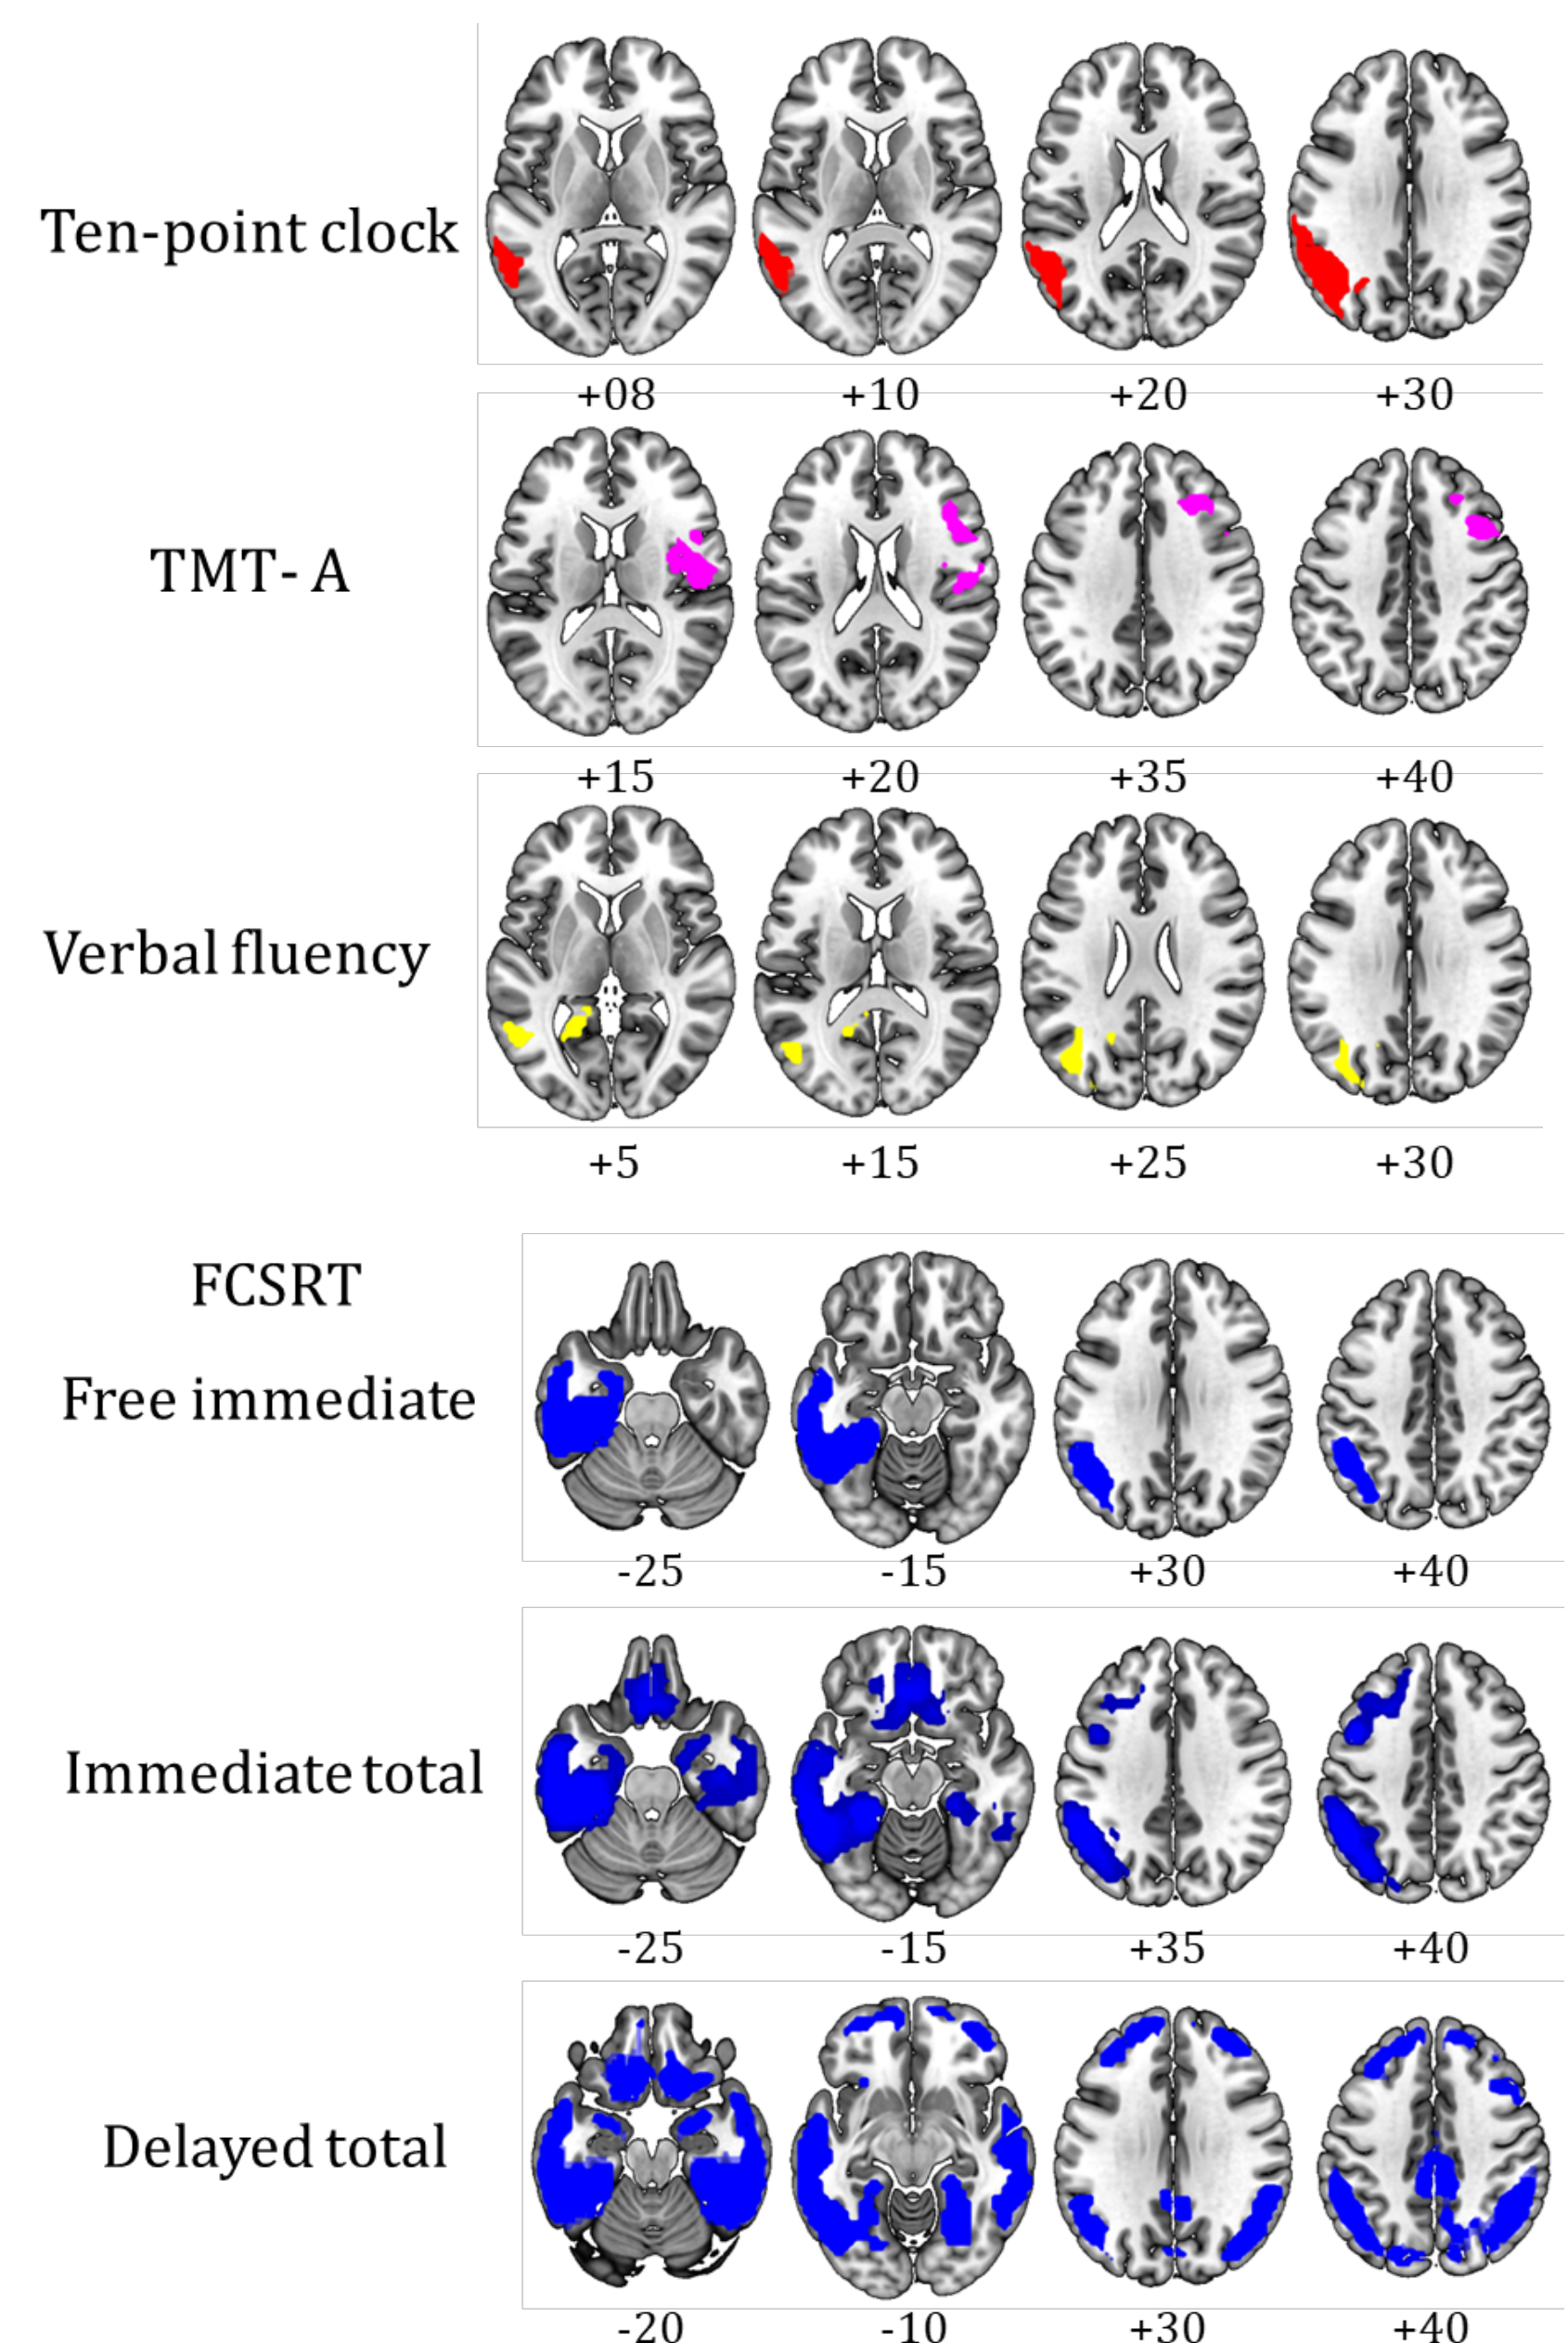 Ten-point clock
+08 +10 +20 +30
TMT- A
+15 +20 +35 +40
Verbal fluency
+5 +15 +25 +30
FCSRT
Free immediate
-25 -15 +30 +40
Immediate total
-25 -15 +35 +40
Delayed total
-20 -10 +30 +40